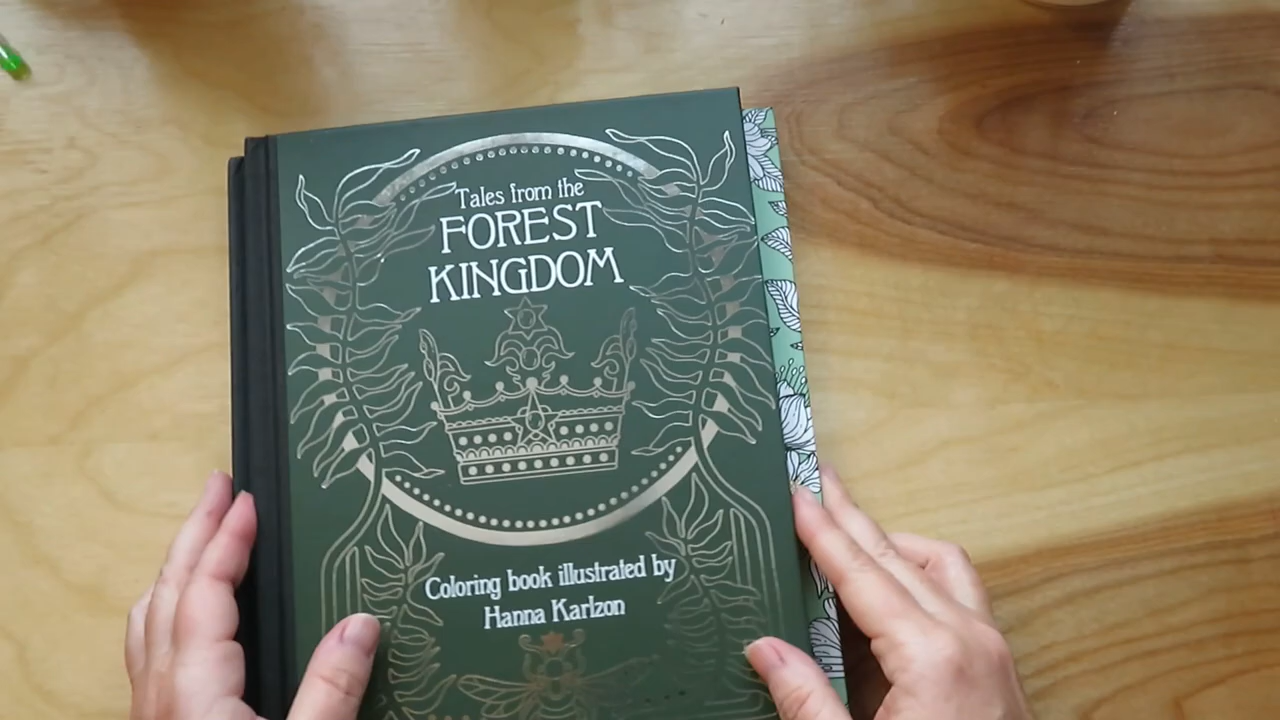 Tales from the
FOREST
KINGDOM
Coloring book illustrated by
Hanna Karlzon